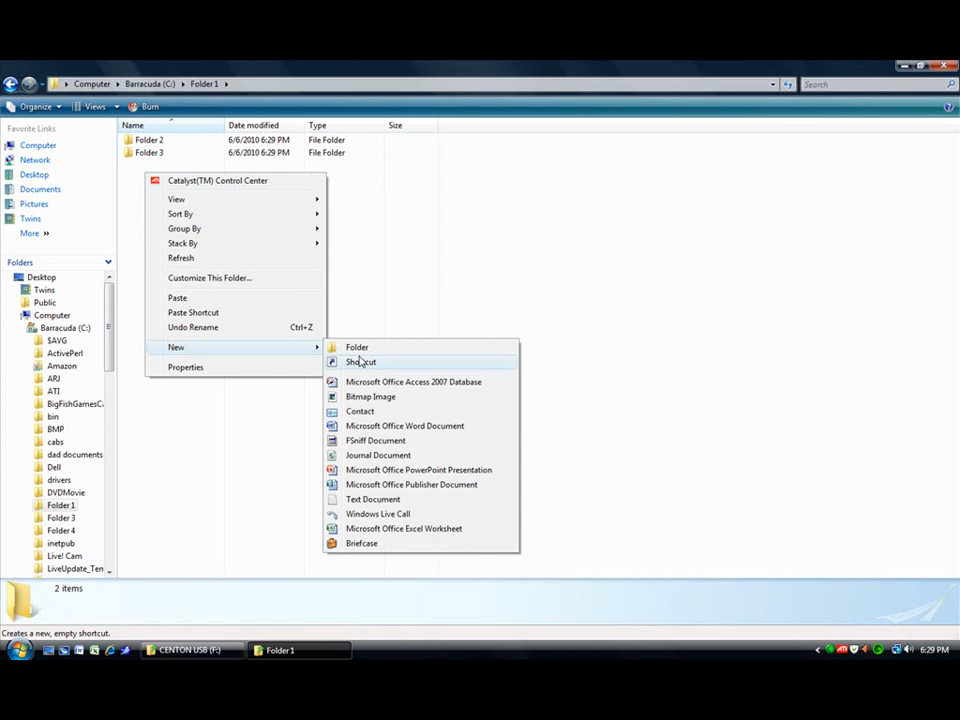 Computer Barracuda (C:) Folder1
Search
Organize Views Burn
Favorite Links
Computer
Network
Desktop
Documents
Pictures
Twins
More »
Folders
Desktop
Twins
Public
Computer
Barracuda (C:)
$AVG
ActivePerl
Amazon
ARJ
ATI
BigFishGamesCa
bin
BMP
cabs
dad documents
Dell
drivers
DVDMovie
Folder1
Folder 3
Folder 4
inetpub
Live! Cam
LiveUpdate_Tem
Name Date modified Type Size
Folder 2 6/6/2010 6:29 PM File Folder
Folder 3 6/6/2010 6:29 PM File Folder
Catalyst(TM) Control Center
View
Sort By
Group By
Stack By
Refresh
Customize This Folder...
Paste
Paste Shortcut
Undo Rename Ctrl+Z
New
Properties
Folder
Shortcut
Microsoft Office Access 2007 Database
Bitmap Image
Contact
Microsoft Office Word Document
FSniff Document
Journal Document
Microsoft Office PowerPoint Presentation
Microsoft Office Publisher Document
Text Document
Windows Live Call
Microsoft Office Excel Worksheet
Briefcase
2 items
Creates a new, empty shortcut.
CENTON USB (F:)
Folder1
6:29 PM